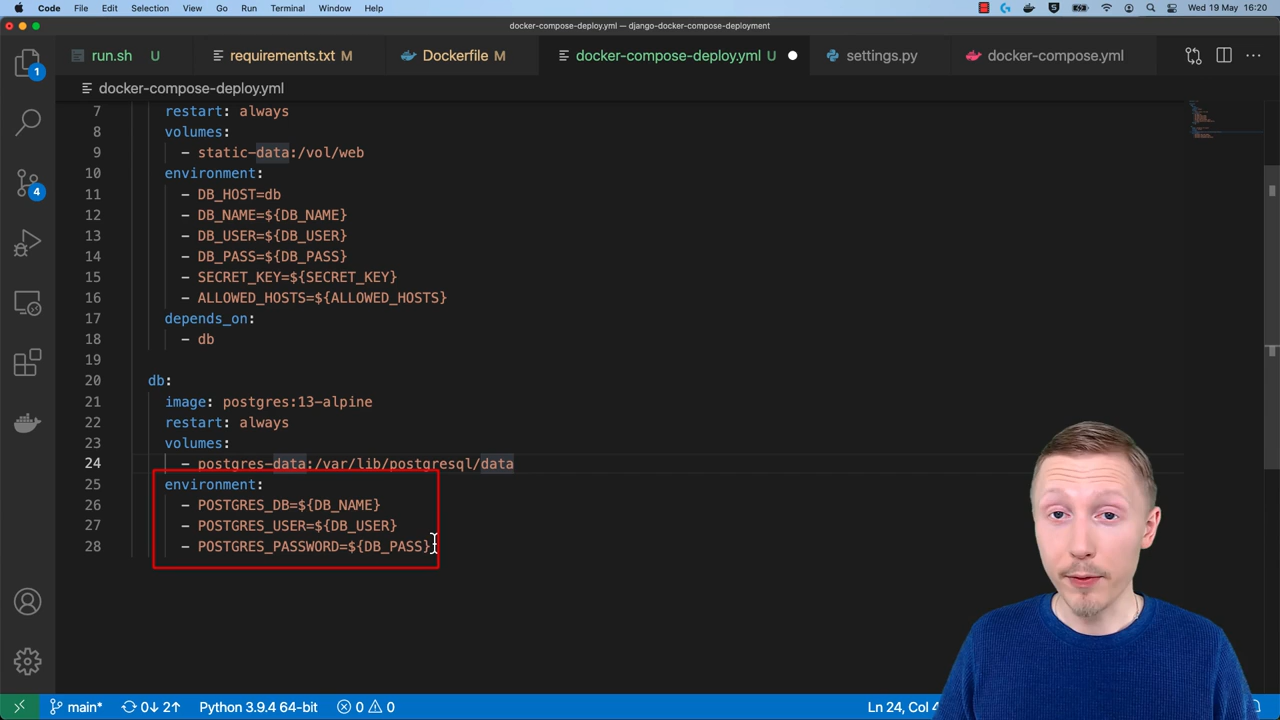 Code File Edit Selection View Go Run Terminal Window Help Wed 19 May 16:20
docker-compose-deploy.yml — django-docker-compose-deployment
run.sh U requirements.txt M Dockerfile M docker-compose-deploy.yml U settings.py docker-compose.yml
docker-compose-deploy.yml
7 restart: always
8 volumes:
9 - static-data:/vol/web
10 environment:
11 - DB_HOST=db
12 - DB_NAME=${DB_NAME}
13 - DB_USER=${DB_USER}
14 - DB_PASS=${DB_PASS}
15 - SECRET_KEY=${SECRET_KEY}
16 - ALLOWED_HOSTS=${ALLOWED_HOSTS}
17 depends_on:
18 - db
19
20 db:
21 image: postgres:13-alpine
22 restart: always
23 volumes:
24 - postgres-data:/var/lib/postgresql/data
25 environment:
26 - POSTGRES_DB=${DB_NAME}
27 - POSTGRES_USER=${DB_USER}
28 - POSTGRES_PASSWORD=${DB_PASS}
1
4
main* 0↓ 2↑ Python 3.9.4 64-bit 0 0 Ln 24, Col